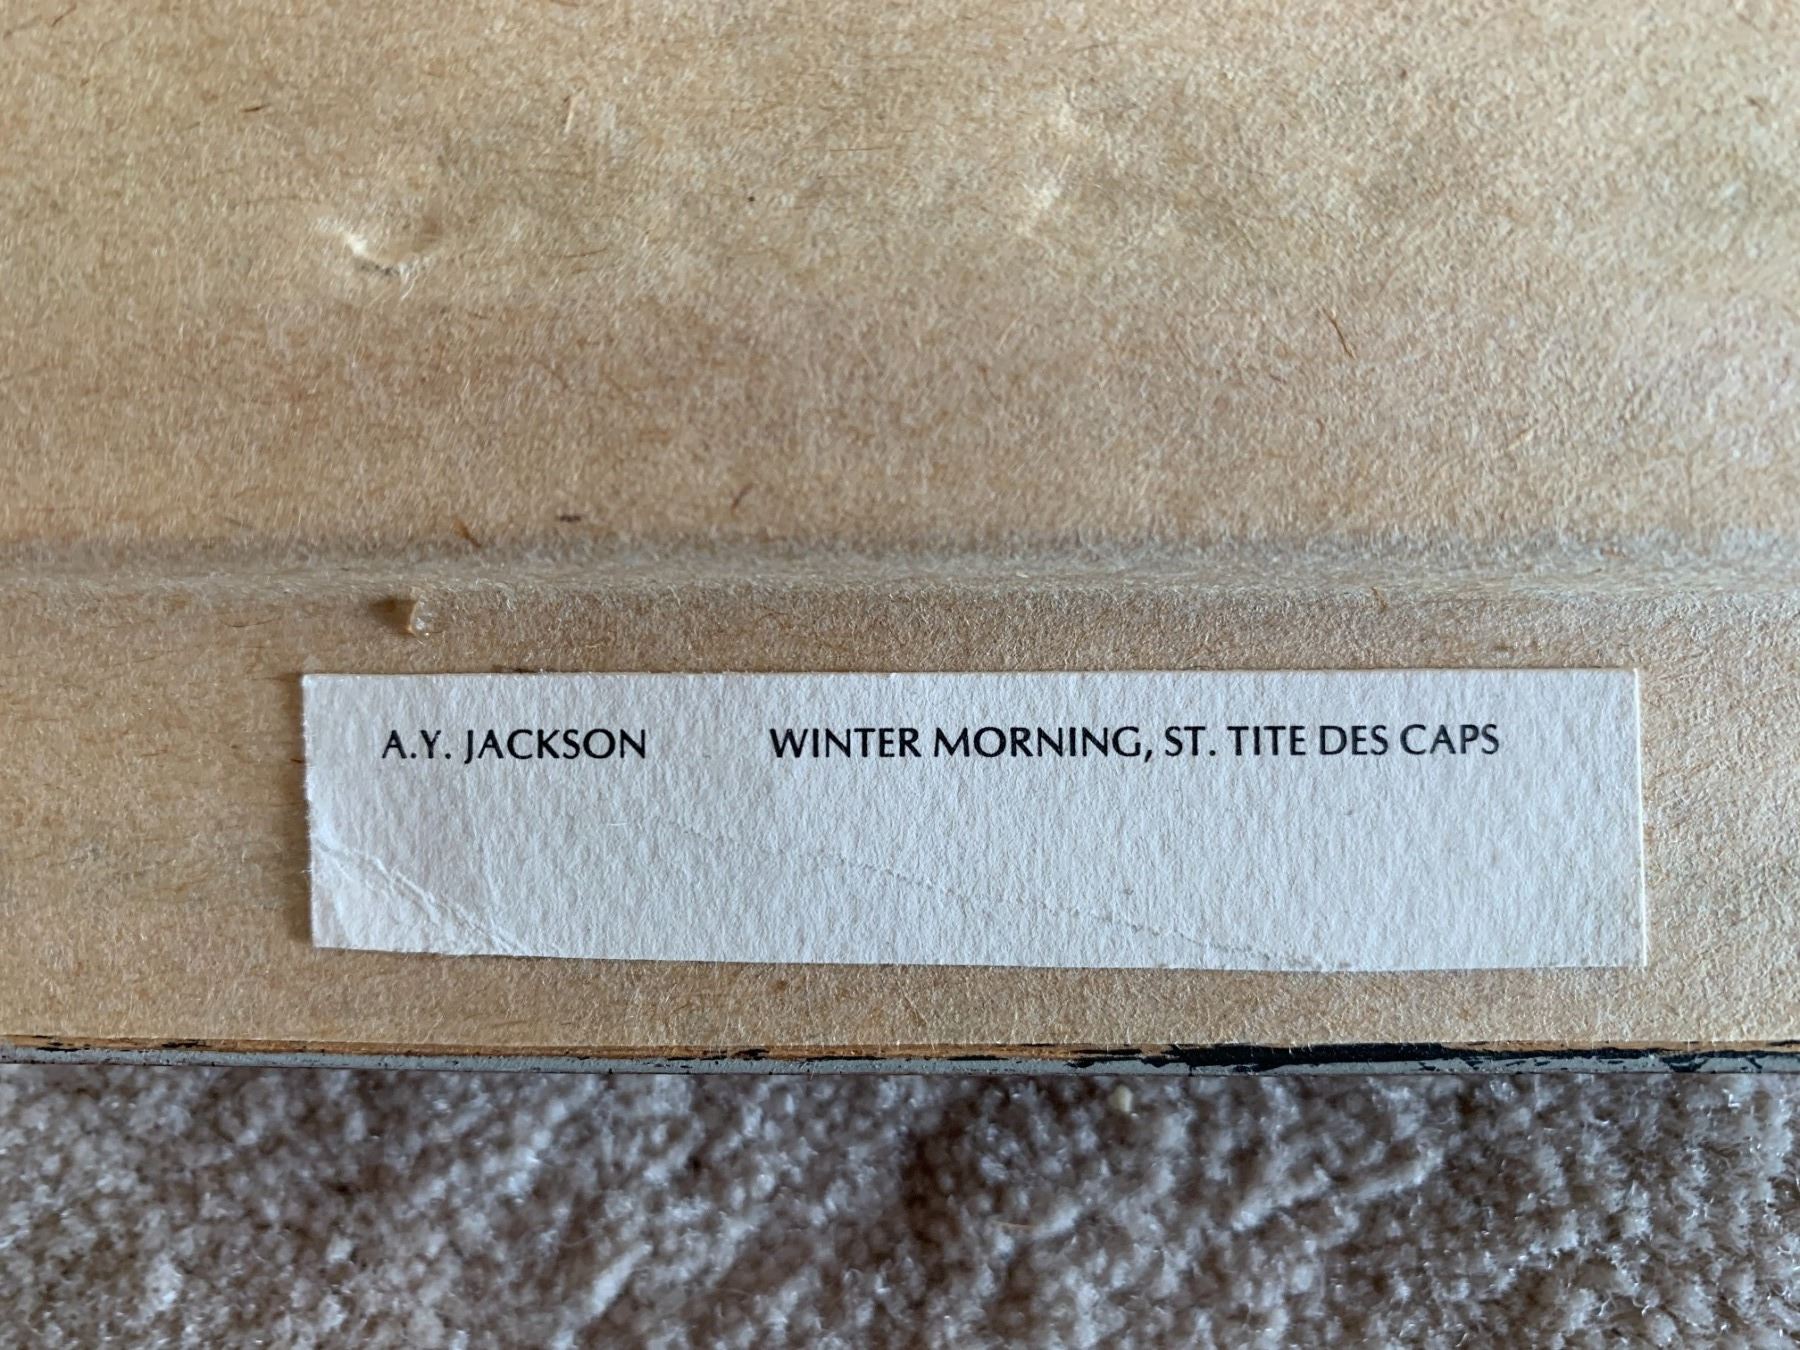 A.Y. JACKSON WINTER MORNING, ST. TITE DES CAPS